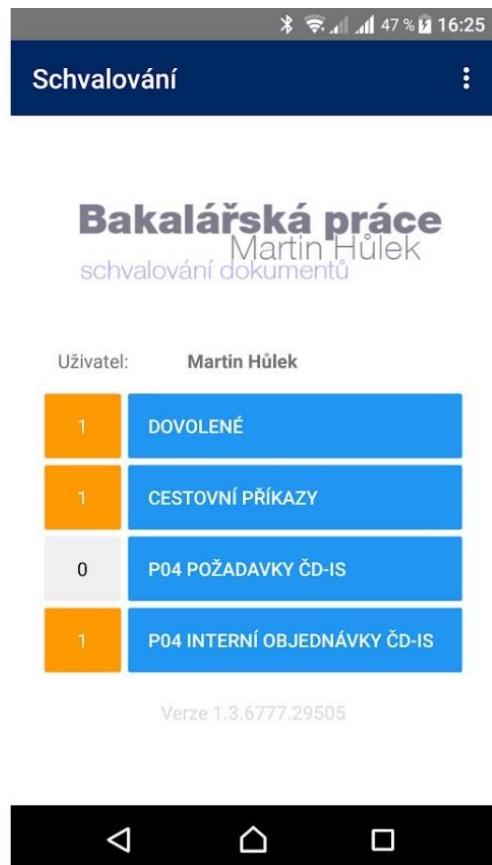 47 % 16:25
Schvalování
Bakalářská práce
Martin Hůlek
schvalování dokumentů
Uživatel: Martin Hůlek
1 DOVOLENÉ
1 CESTOVNÍ PŘÍKAZY
0 P04 POŽADAVKY ČD-IS
1 P04 INTERNÍ OBJEDNÁVKY ČD-IS
Verze 1.3.6777.29505